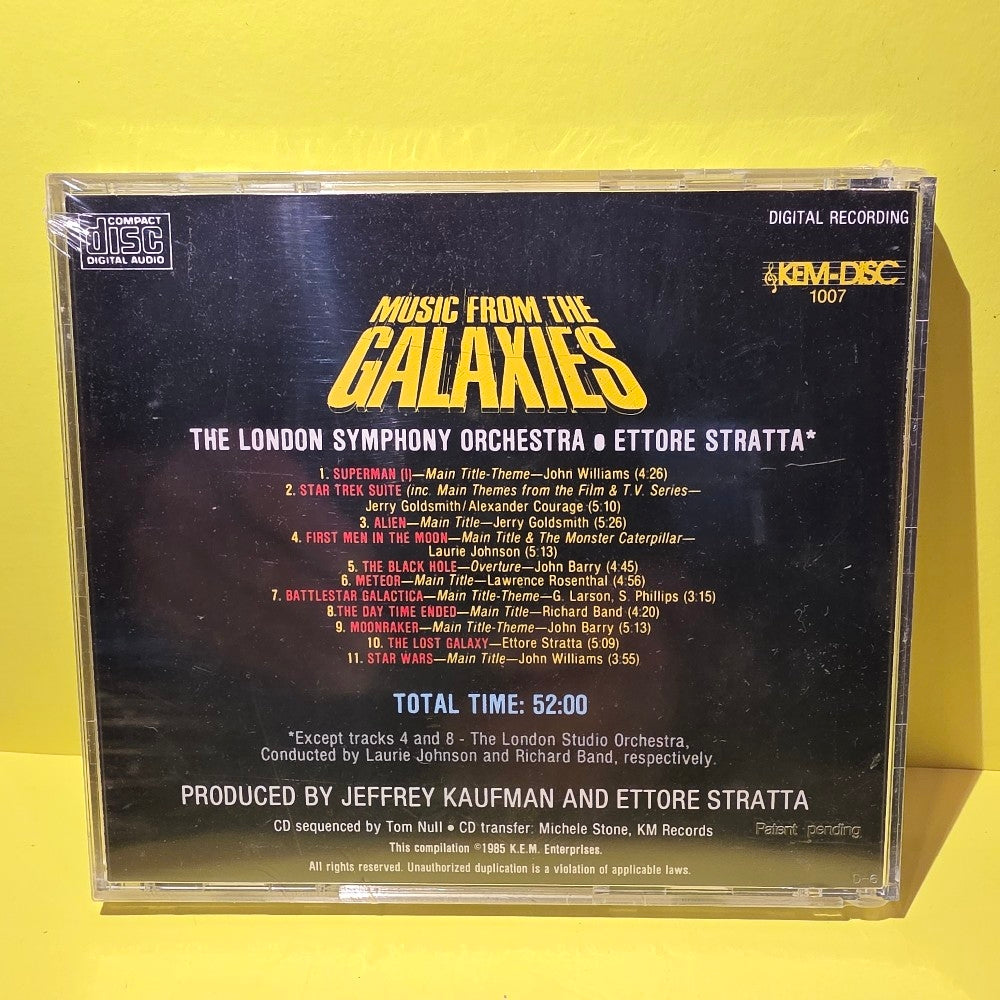 COMPACT
disc
DIGITAL AUDIO
DIGITAL RECORDING
KEM-DISC
1007
MUSIC FROM THE
GALAXIES
THE LONDON SYMPHONY ORCHESTRA ● ETTORE STRATTA*
1. SUPERMAN (I)—Main Title-Theme—John Williams (4:26)
2. STAR TREK SUITE (inc. Main Themes from the Film & T.V. Series—
Jerry Goldsmith/Alexander Courage (5:10)
3. ALIEN—Main Title—Jerry Goldsmith (5:26)
4. FIRST MEN IN THE MOON—Main Title & The Monster Caterpillar—
Laurie Johnson (5:13)
5. THE BLACK HOLE—Overture—John Barry (4:45)
6. METEOR—Main Title—Lawrence Rosenthal (4:56)
7. BATTLESTAR GALACTICA—Main Title-Theme—G. Larson, S. Phillips (3:15)
8.THE DAY TIME ENDED—Main Title—Richard Band (4:20)
9. MOONRAKER—Main Title-Theme—John Barry (5:13)
10. THE LOST GALAXY—Ettore Stratta (5:09)
11. STAR WARS—Main Title—John Williams (3:55)
TOTAL TIME: 52:00
*Except tracks 4 and 8 - The London Studio Orchestra,
Conducted by Laurie Johnson and Richard Band, respectively.
PRODUCED BY JEFFREY KAUFMAN AND ETTORE STRATTA
CD sequenced by Tom Null ● CD transfer: Michele Stone, KM Records
Patent pending
This compilation ©1985 K.E.M. Enterprises.
All rights reserved. Unauthorized duplication is a violation of applicable laws.
D-6